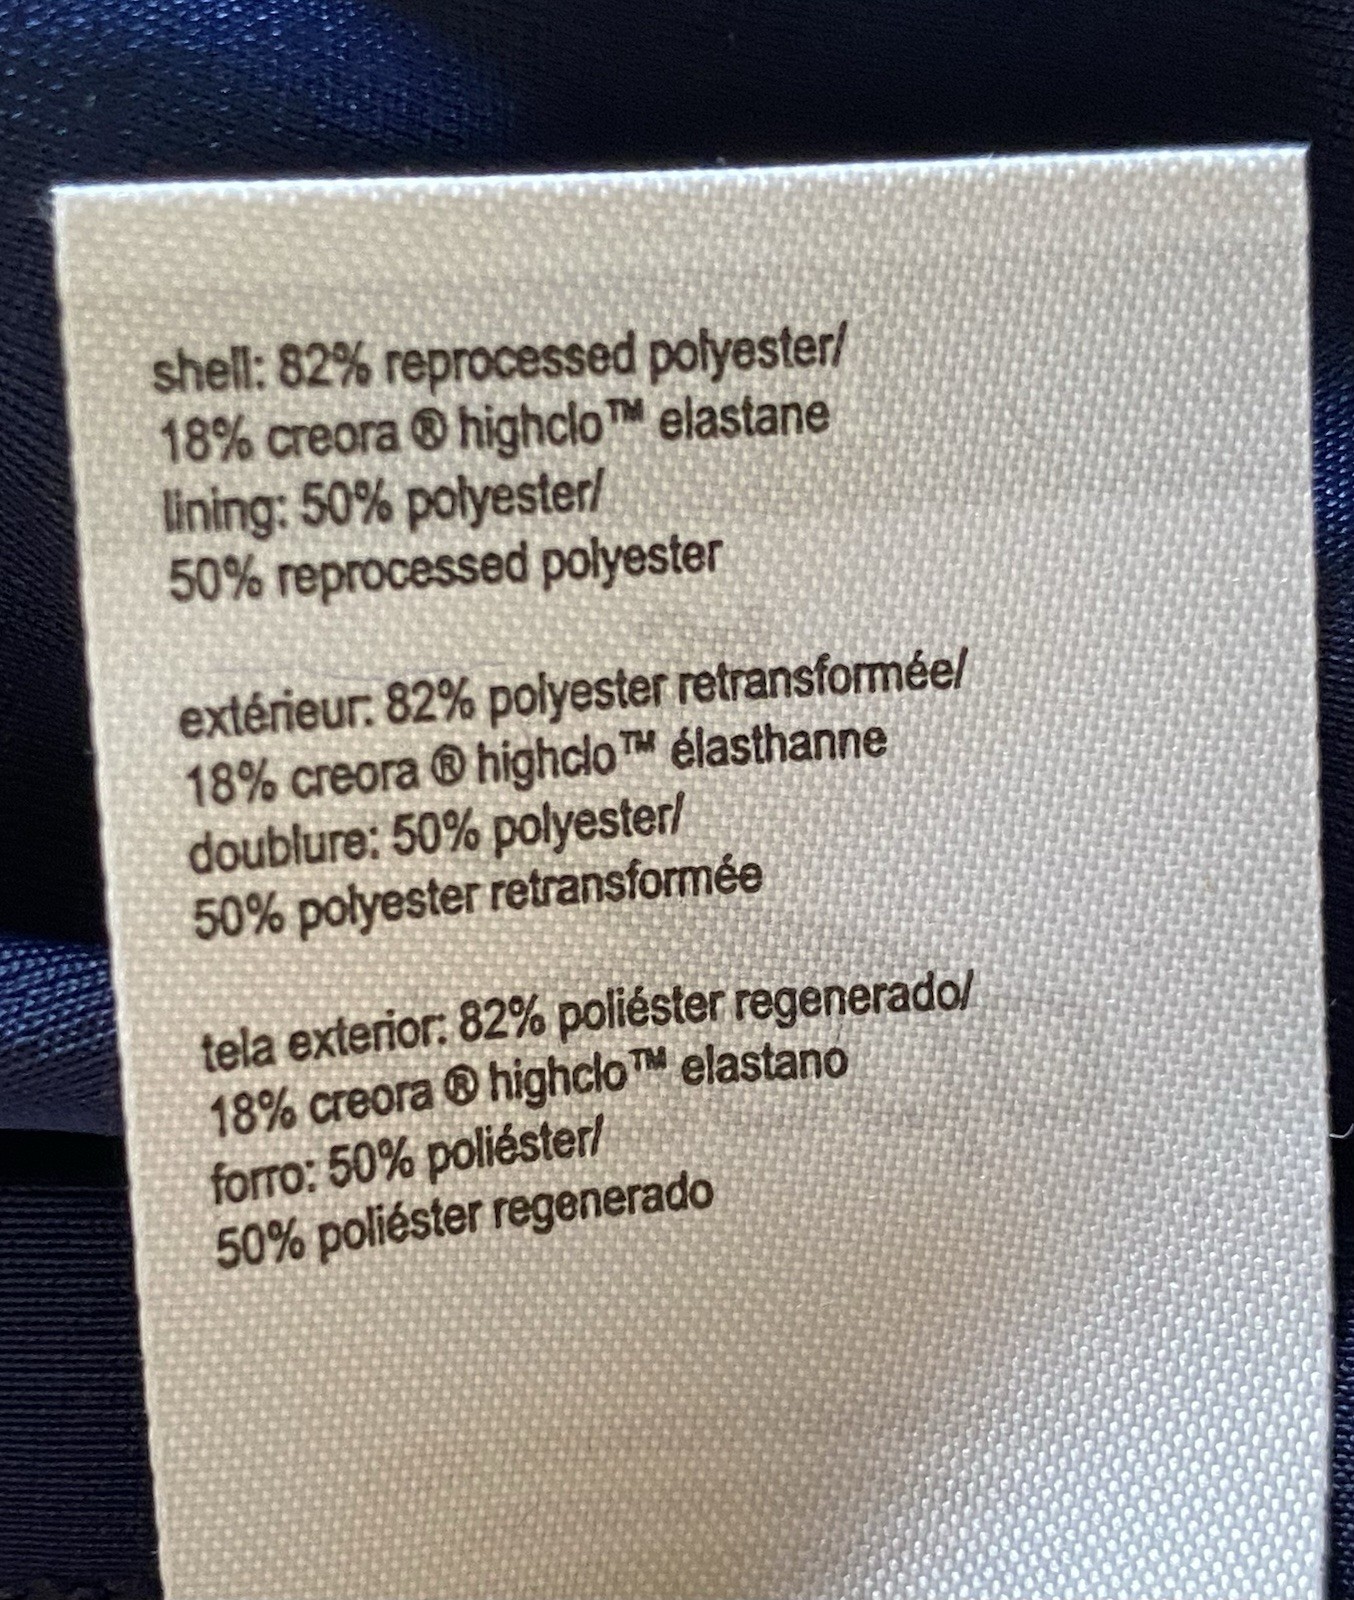 shell: 82% reprocessed polyester/
18% creora ® highclo™ elastane
lining: 50% polyester/
50% reprocessed polyester
extérieur: 82% polyester retransformée/
18% creora ® highclo™ élasthanne
doublure: 50% polyester/
50% polyester retransformée
tela exterior: 82% poliéster regenerado/
18% creora ® highclo™ elastano
forro: 50% poliéster/
50% poliéster regenerado